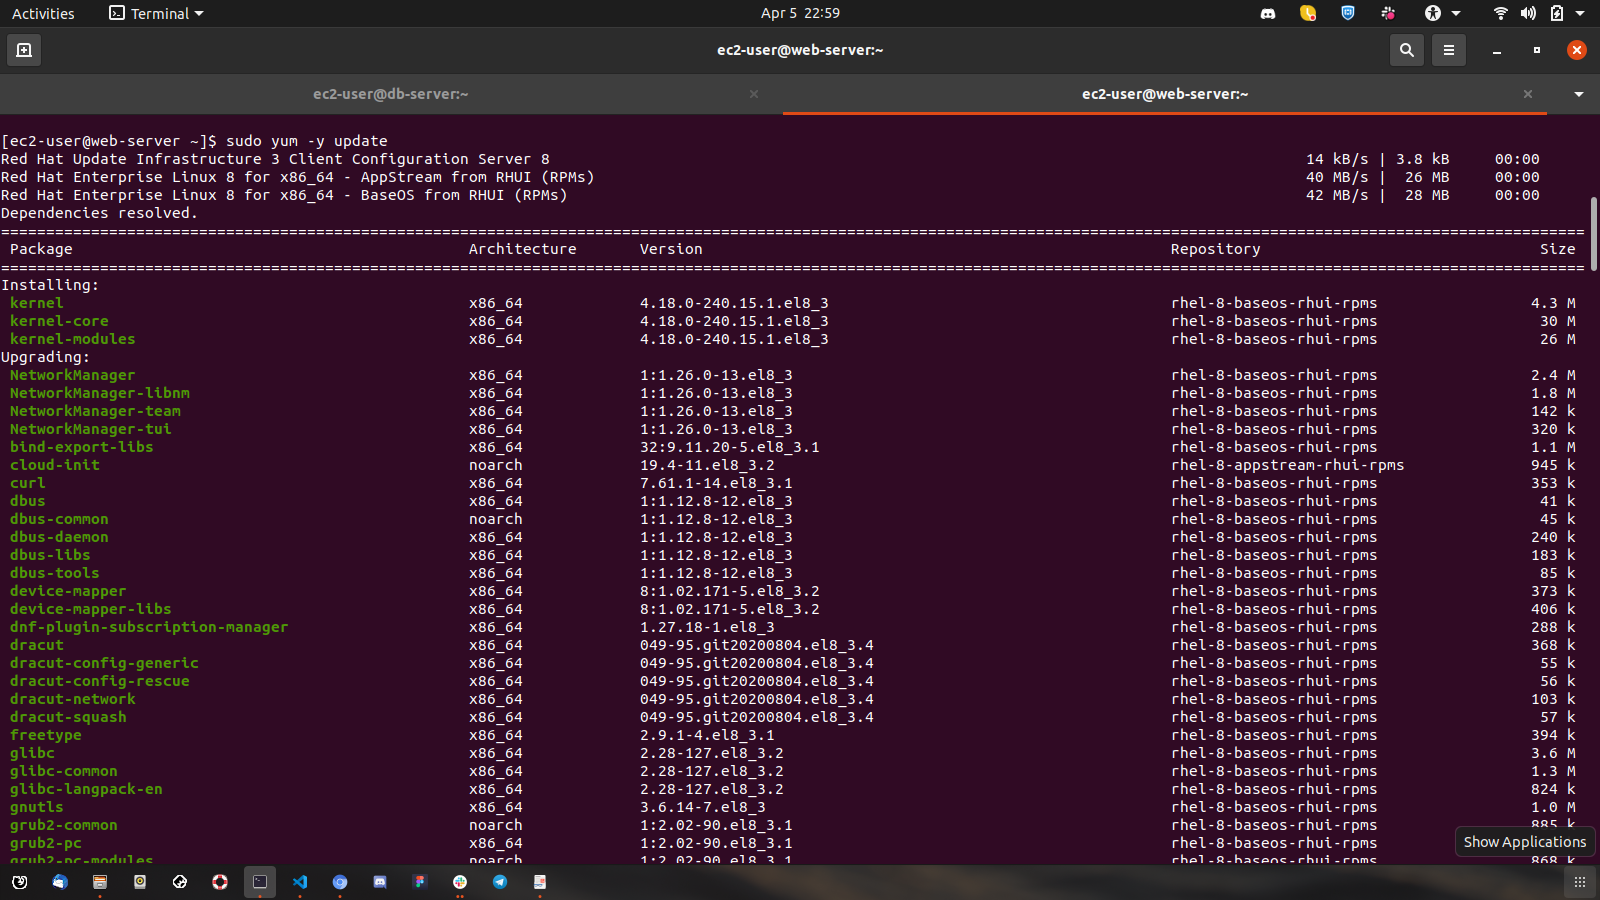 Activities Terminal Apr 5 22:59
ec2-user@web-server:~
ec2-user@db-server:~ ec2-user@web-server:~
[ec2-user@web-server ~]$ sudo yum -y update
Red Hat Update Infrastructure 3 Client Configuration Server 8 14 kB/s | 3.8 kB 00:00
Red Hat Enterprise Linux 8 for x86_64 - AppStream from RHUI (RPMs) 40 MB/s | 26 MB 00:00
Red Hat Enterprise Linux 8 for x86_64 - BaseOS from RHUI (RPMs) 42 MB/s | 28 MB 00:00
Dependencies resolved.
Package Architecture Version Repository Size
Installing:
kernel x86_64 4.18.0-240.15.1.el8_3 rhel-8-baseos-rhui-rpms 4.3 M
kernel-core x86_64 4.18.0-240.15.1.el8_3 rhel-8-baseos-rhui-rpms 30 M
kernel-modules x86_64 4.18.0-240.15.1.el8_3 rhel-8-baseos-rhui-rpms 26 M
Upgrading:
NetworkManager x86_64 1:1.26.0-13.el8_3 rhel-8-baseos-rhui-rpms 2.4 M
NetworkManager-libnm x86_64 1:1.26.0-13.el8_3 rhel-8-baseos-rhui-rpms 1.8 M
NetworkManager-team x86_64 1:1.26.0-13.el8_3 rhel-8-baseos-rhui-rpms 142 k
NetworkManager-tui x86_64 1:1.26.0-13.el8_3 rhel-8-baseos-rhui-rpms 320 k
bind-export-libs x86_64 32:9.11.20-5.el8_3.1 rhel-8-baseos-rhui-rpms 1.1 M
cloud-init noarch 19.4-11.el8_3.2 rhel-8-appstream-rhui-rpms 945 k
curl x86_64 7.61.1-14.el8_3.1 rhel-8-baseos-rhui-rpms 353 k
dbus x86_64 1:1.12.8-12.el8_3 rhel-8-baseos-rhui-rpms 41 k
dbus-common noarch 1:1.12.8-12.el8_3 rhel-8-baseos-rhui-rpms 45 k
dbus-daemon x86_64 1:1.12.8-12.el8_3 rhel-8-baseos-rhui-rpms 240 k
dbus-libs x86_64 1:1.12.8-12.el8_3 rhel-8-baseos-rhui-rpms 183 k
dbus-tools x86_64 1:1.12.8-12.el8_3 rhel-8-baseos-rhui-rpms 85 k
device-mapper x86_64 8:1.02.171-5.el8_3.2 rhel-8-baseos-rhui-rpms 373 k
device-mapper-libs x86_64 8:1.02.171-5.el8_3.2 rhel-8-baseos-rhui-rpms 406 k
dnf-plugin-subscription-manager x86_64 1.27.18-1.el8_3 rhel-8-baseos-rhui-rpms 288 k
dracut x86_64 049-95.git20200804.el8_3.4 rhel-8-baseos-rhui-rpms 368 k
dracut-config-generic x86_64 049-95.git20200804.el8_3.4 rhel-8-baseos-rhui-rpms 55 k
dracut-config-rescue x86_64 049-95.git20200804.el8_3.4 rhel-8-baseos-rhui-rpms 56 k
dracut-network x86_64 049-95.git20200804.el8_3.4 rhel-8-baseos-rhui-rpms 103 k
dracut-squash x86_64 049-95.git20200804.el8_3.4 rhel-8-baseos-rhui-rpms 57 k
freetype x86_64 2.9.1-4.el8_3.1 rhel-8-baseos-rhui-rpms 394 k
glibc x86_64 2.28-127.el8_3.2 rhel-8-baseos-rhui-rpms 3.6 M
glibc-common x86_64 2.28-127.el8_3.2 rhel-8-baseos-rhui-rpms 1.3 M
glibc-langpack-en x86_64 2.28-127.el8_3.2 rhel-8-baseos-rhui-rpms 824 k
gnutls x86_64 3.6.14-7.el8_3 rhel-8-baseos-rhui-rpms 1.0 M
grub2-common noarch 1:2.02-90.el8_3.1 rhel-8-baseos-rhui-rpms 885 k
grub2-pc x86_64 1:2.02-90.el8_3.1 rhel-8-baseos-rhui-rpms
Show Applications
grub2-pc-modules noarch 1:2.02-90.el8_3.1 rhel-8-baseos-rhui-rpms 868 k